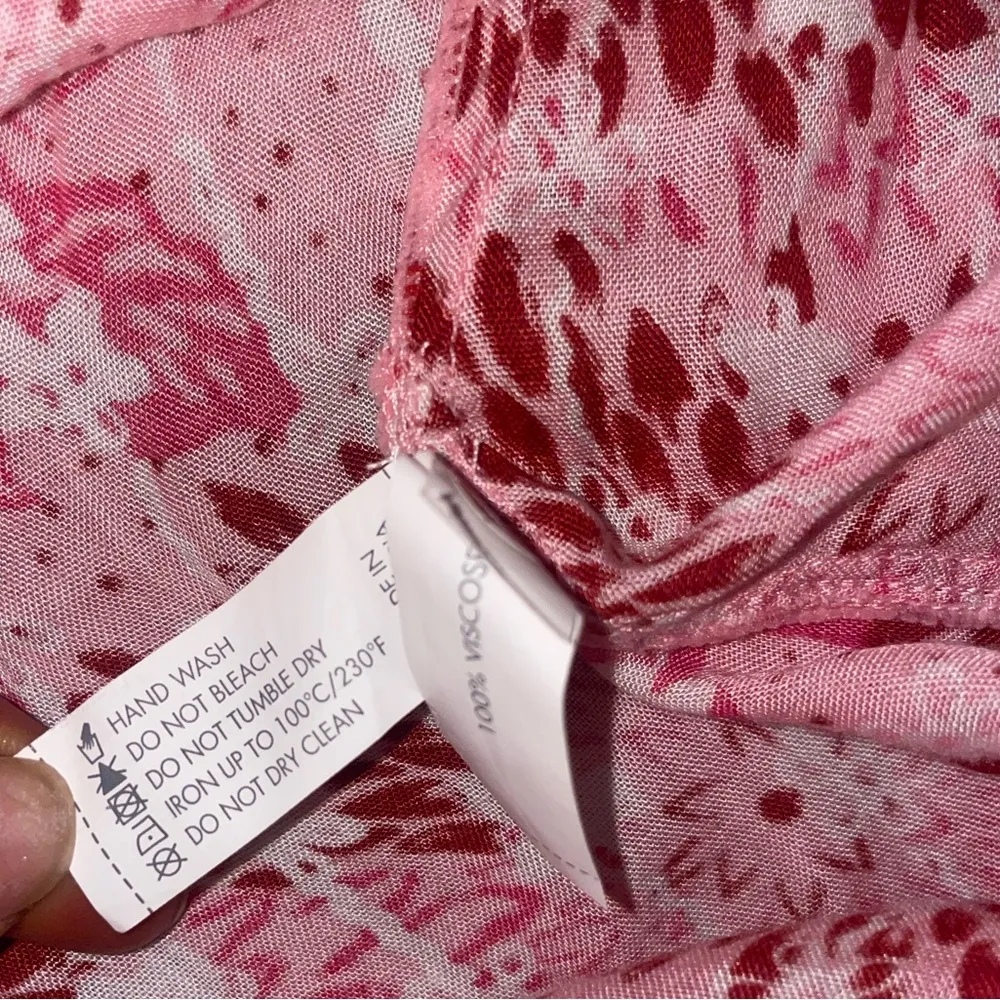 HAND WASH
DO NOT BLEACH
DO NOT TUMBLE DRY
IRON UP TO 100°C/230°F
DO NOT DRY CLEAN
100% VISCOSE